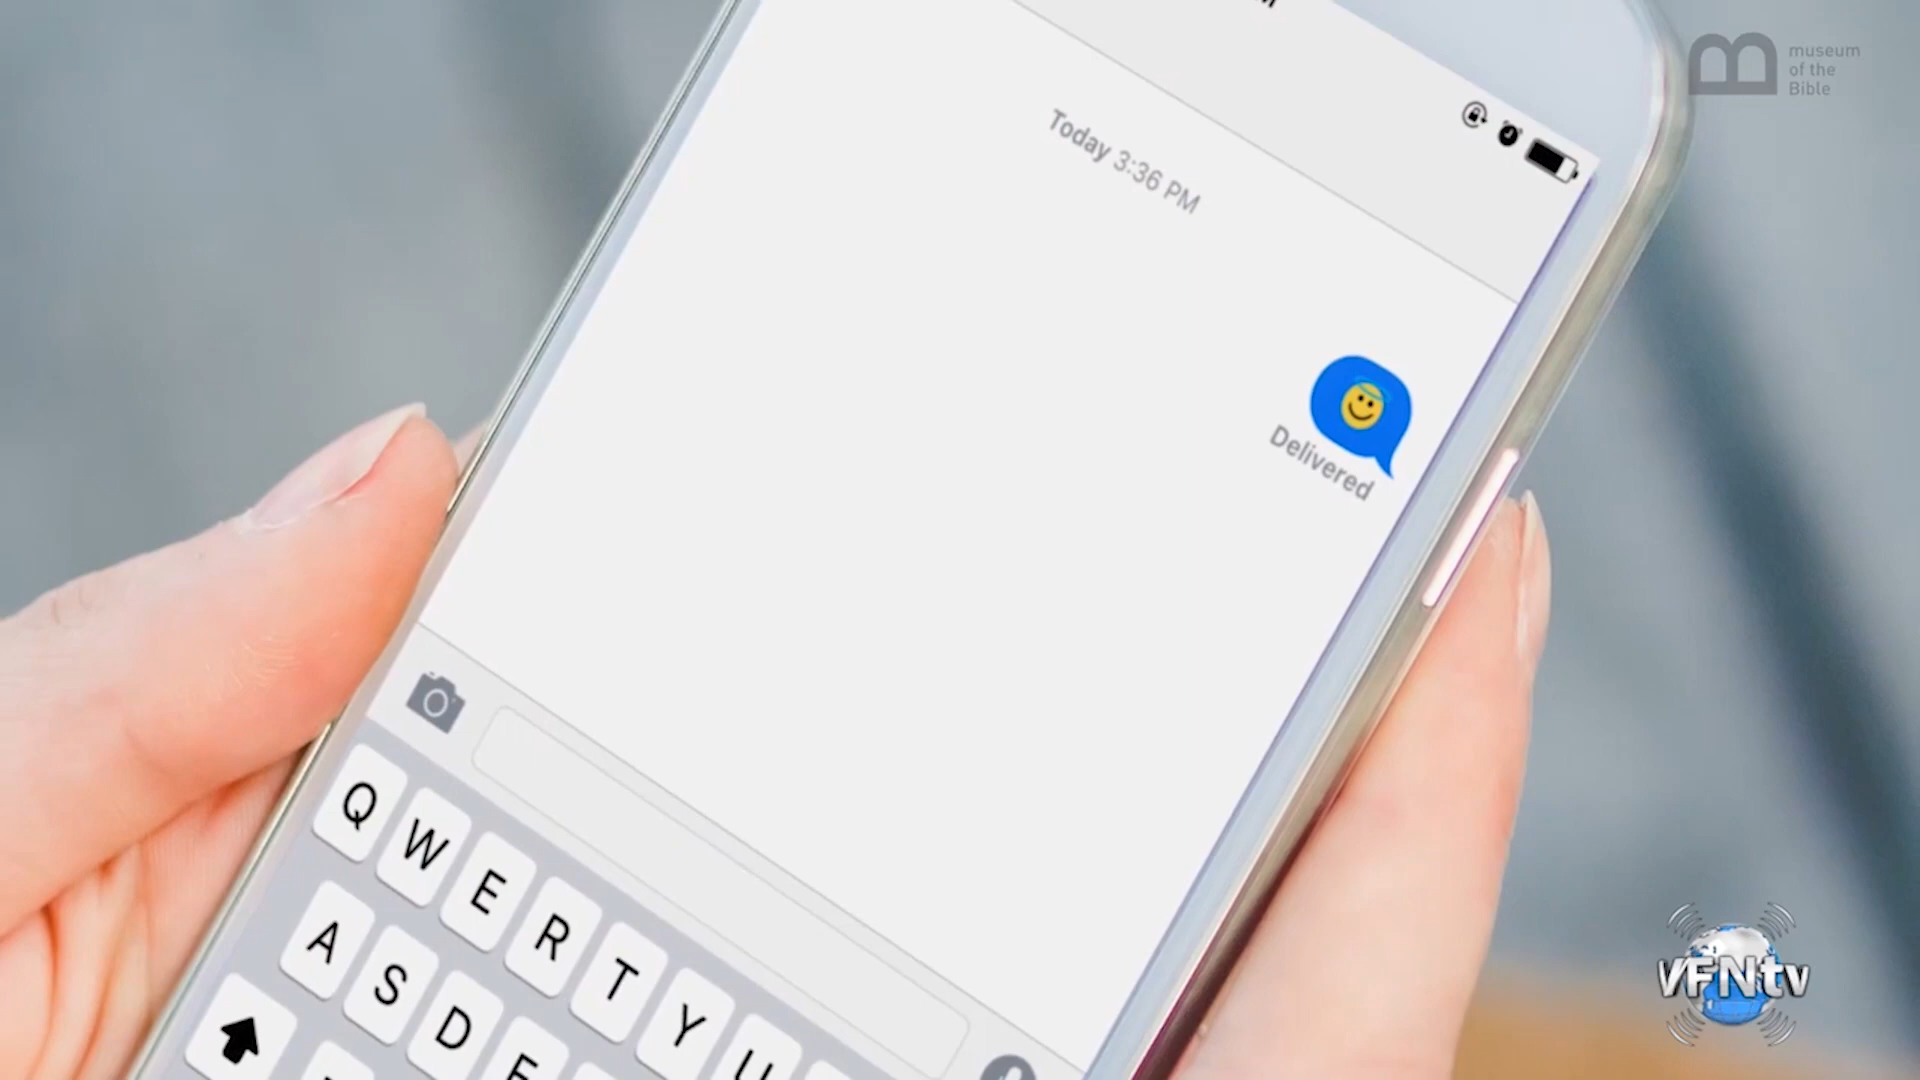 museum
of the
Bible
Today 3:36 PM
Delivered
Q W E R T Y U
A S D F
VFNtv